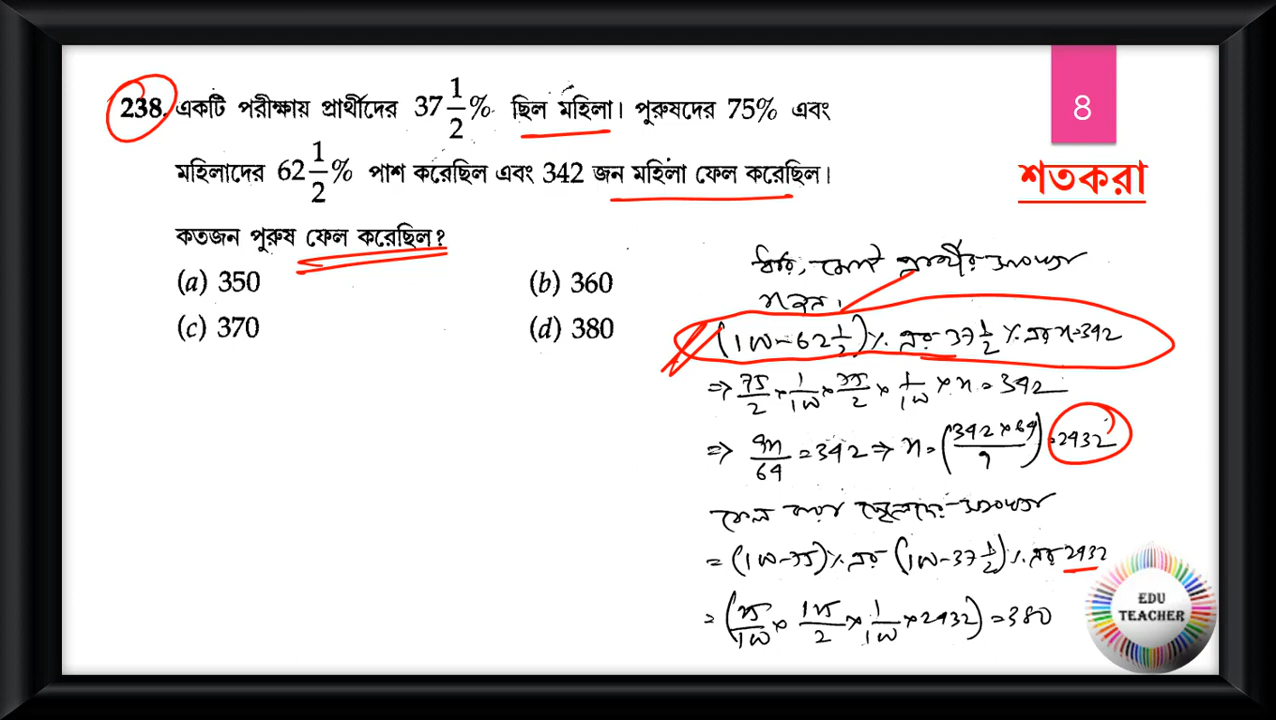 8
শতকরা
238. একটি পরীক্ষায় প্রার্থীদের 37 1/2% ছিল মহিলা। পুরুষদের 75% এবং
মহিলাদের 62 1/2% পাশ করেছিল এবং 342 জন মহিলা ফেল করেছিল।
কতজন পুরুষ ফেল করেছিল?
(a) 350 (b) 360
(c) 370 (d) 380
ধরি, মোট প্রার্থীর সংখ্যা
x জন।
(100-62 1/2)% এর 37 1/2 % এর x=342
⇒ 75/2 × 1/100 × 75/2 × 1/100 × x = 342
⇒ 9x/64 = 342 ⇒ x = (342×64/9) = 2432
ফেল করা ছেলেদের সংখ্যা
= (100-75)% এর (100-37 1/2)% এর 2432
= (25/100 × 125/2 × 1/100 × 2432) = 380
EDU
TEACHER